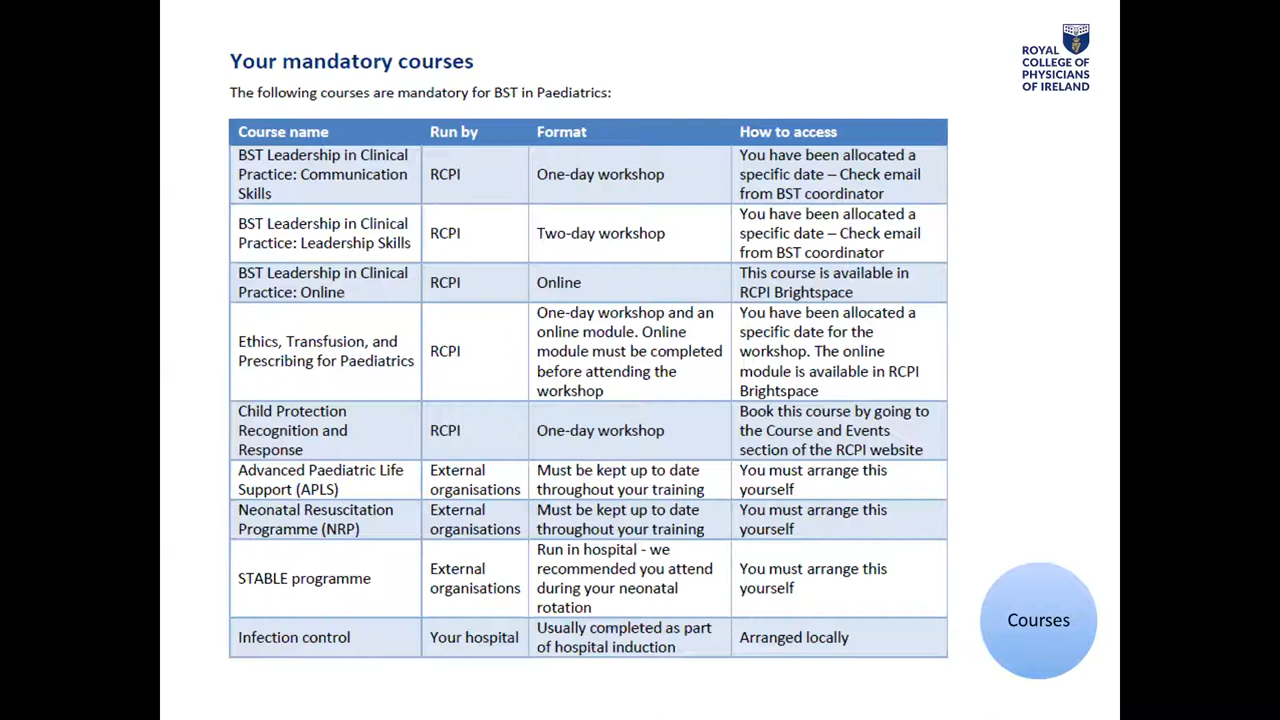 Your mandatory courses
ROYAL
COLLEGE OF
PHYSICIANS
OF IRELAND
The following courses are mandatory for BST in Paediatrics:
Course name Run by Format How to access
BST Leadership in Clinical
Practice: Communication
Skills
RCPI
One-day workshop
You have been allocated a
specific date – Check email
from BST coordinator
BST Leadership in Clinical
Practice: Leadership Skills
RCPI
Two-day workshop
You have been allocated a
specific date – Check email
from BST coordinator
BST Leadership in Clinical
Practice: Online
RCPI
Online
This course is available in
RCPI Brightspace
Ethics, Transfusion, and
Prescribing for Paediatrics
RCPI
One-day workshop and an
online module. Online
module must be completed
before attending the
workshop
You have been allocated a
specific date for the
workshop. The online
module is available in RCPI
Brightspace
Child Protection
Recognition and
Response
RCPI
One-day workshop
Book this course by going to
the Course and Events
section of the RCPI website
Advanced Paediatric Life
Support (APLS)
External
organisations
Must be kept up to date
throughout your training
You must arrange this
yourself
Neonatal Resuscitation
Programme (NRP)
External
organisations
Must be kept up to date
throughout your training
You must arrange this
yourself
STABLE programme
External
organisations
Run in hospital - we
recommended you attend
during your neonatal
rotation
You must arrange this
yourself
Infection control
Your hospital
Usually completed as part
of hospital induction
Arranged locally
Courses